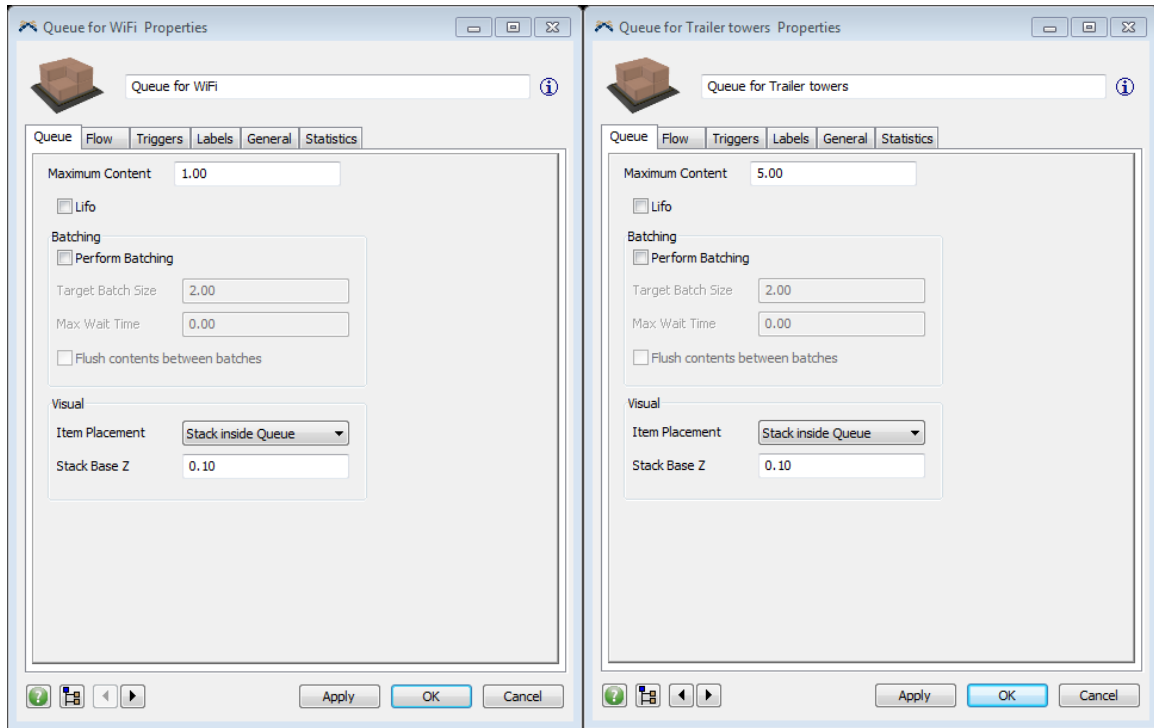 Queue for WiFi Properties
Queue for WiFi
Queue Flow Triggers Labels General Statistics
Maximum Content 1.00
Lifo
Batching
Perform Batching
Target Batch Size 2.00
Max Wait Time 0.00
Flush contents between batches
Visual
Item Placement Stack inside Queue
Stack Base Z 0.10
Apply OK Cancel
Queue for Trailer towers Properties
Queue for Trailer towers
Queue Flow Triggers Labels General Statistics
Maximum Content 5.00
Lifo
Batching
Perform Batching
Target Batch Size 2.00
Max Wait Time 0.00
Flush contents between batches
Visual
Item Placement Stack inside Queue
Stack Base Z 0.10
Apply OK Cancel